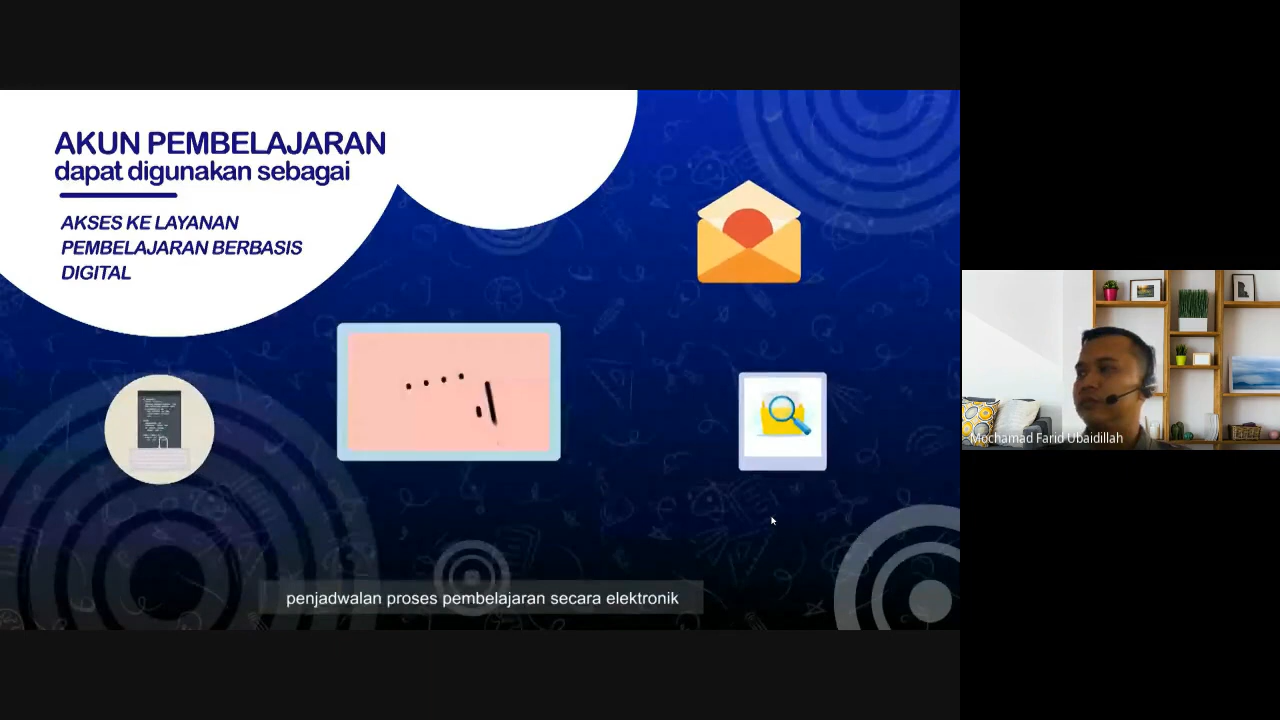 AKUN PEMBELAJARAN
dapat digunakan sebagai
AKSES KE LAYANAN
PEMBELAJARAN BERBASIS
DIGITAL
penjadwalan proses pembelajaran secara elektronik
Mochamad Farid Ubaidillah